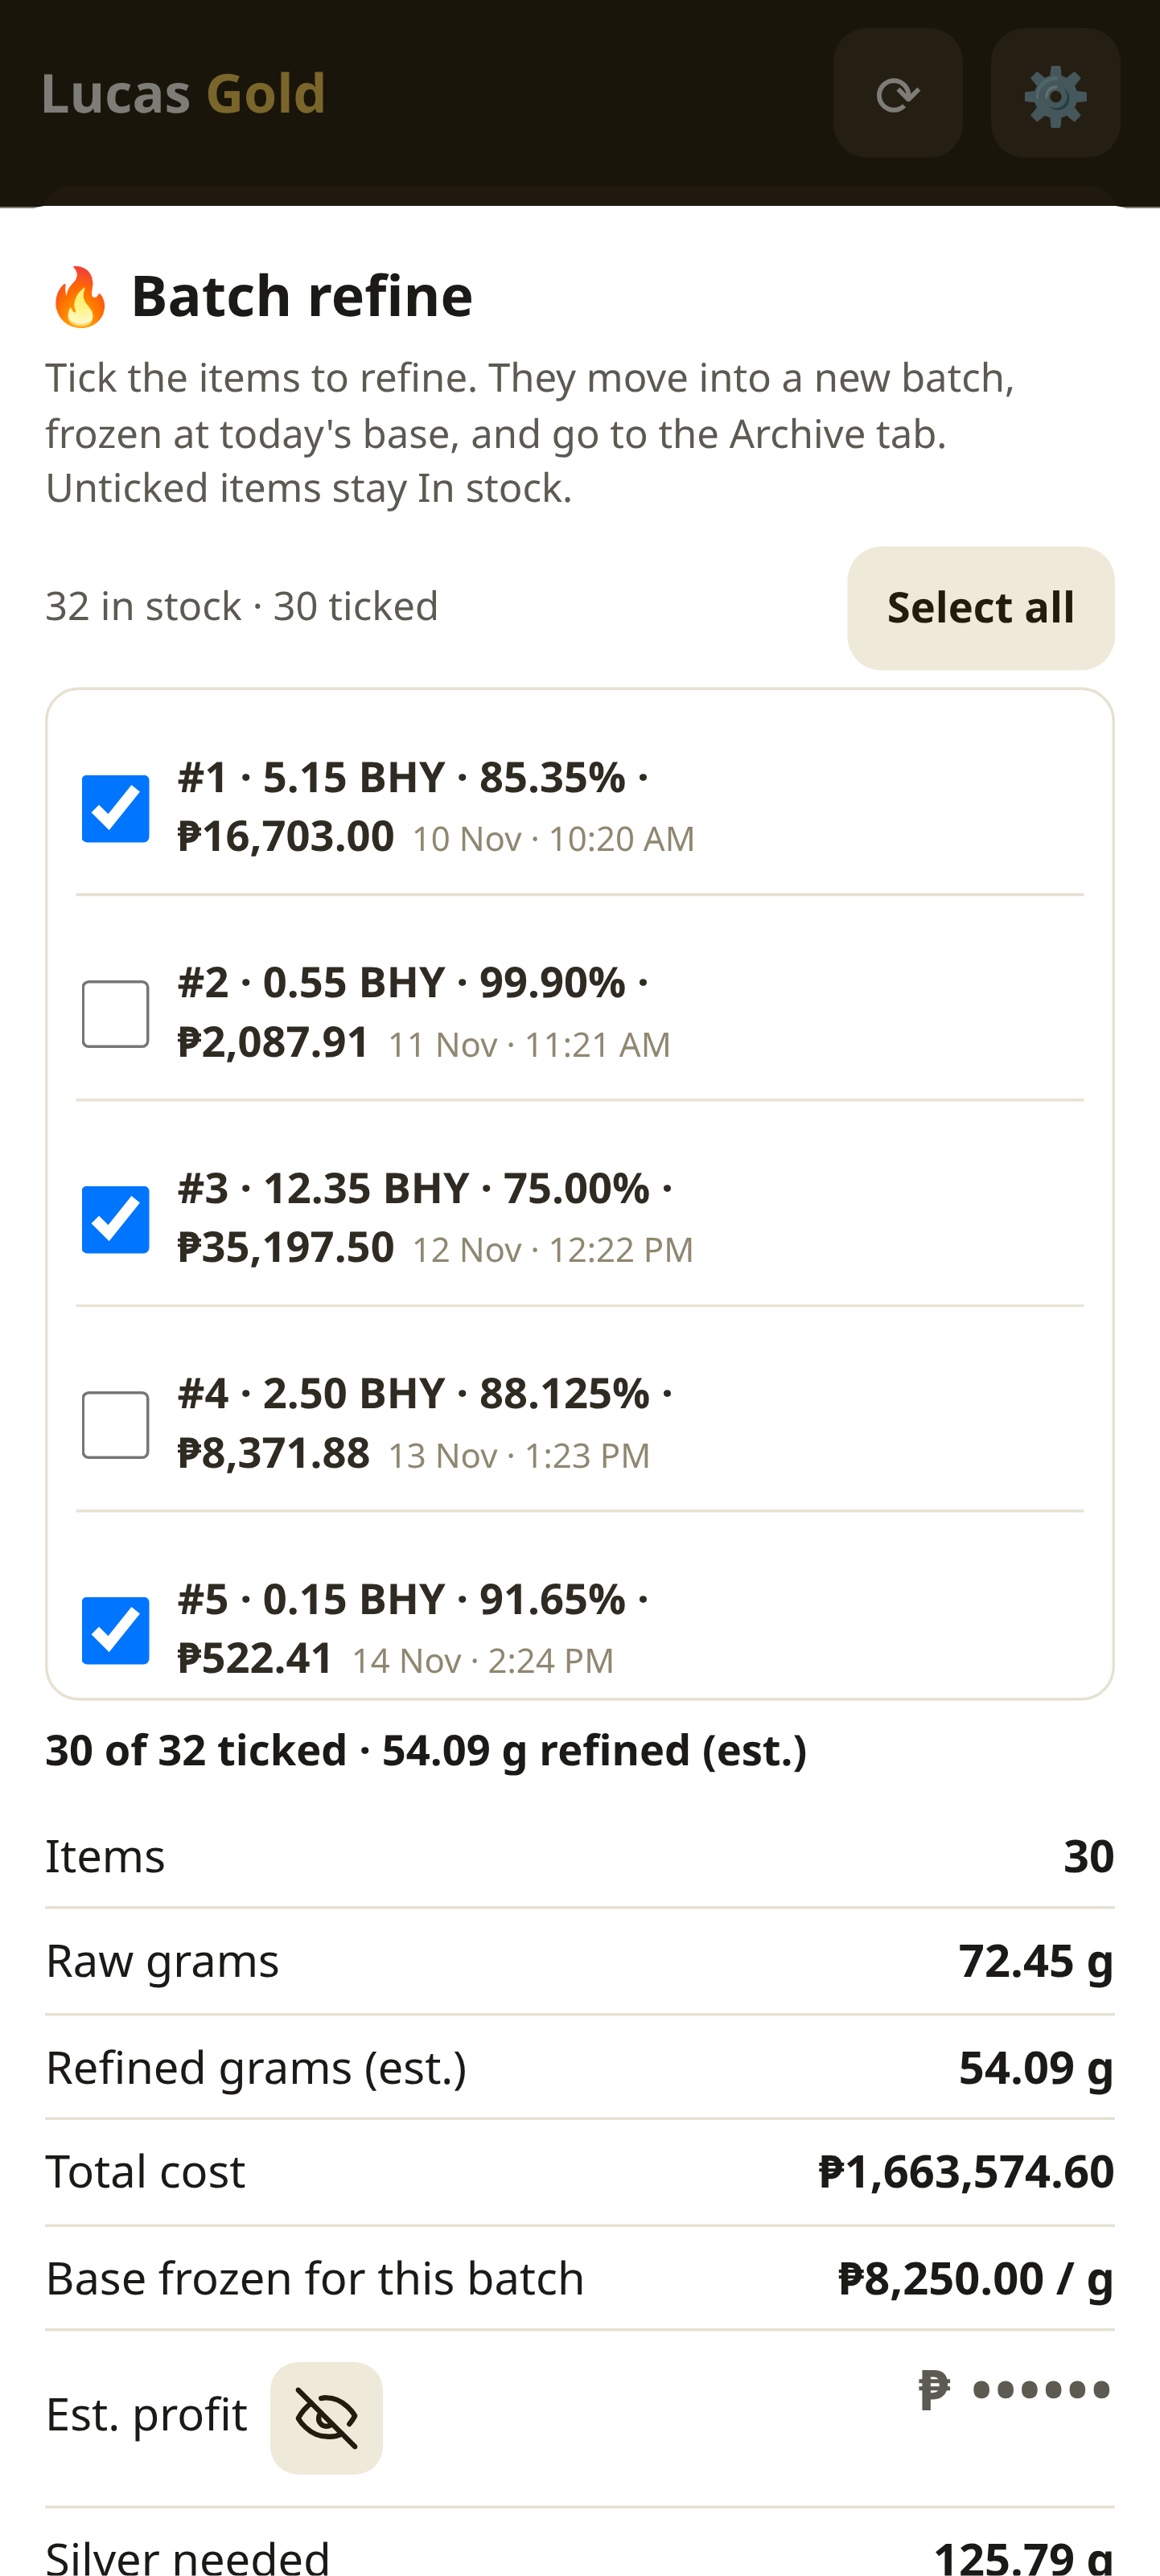 Lucas Gold
🔥 Batch refine
Tick the items to refine. They move into a new batch,
frozen at today's base, and go to the Archive tab.
Unticked items stay In stock.
32 in stock · 30 ticked
Select all
#1 · 5.15 BHY · 85.35% ·
₱16,703.00 10 Nov · 10:20 AM
#2 · 0.55 BHY · 99.90% ·
₱2,087.91 11 Nov · 11:21 AM
#3 · 12.35 BHY · 75.00% ·
₱35,197.50 12 Nov · 12:22 PM
#4 · 2.50 BHY · 88.125% ·
₱8,371.88 13 Nov · 1:23 PM
#5 · 0.15 BHY · 91.65% ·
₱522.41 14 Nov · 2:24 PM
30 of 32 ticked · 54.09 g refined (est.)
Items 30
Raw grams 72.45 g
Refined grams (est.) 54.09 g
Total cost ₱1,663,574.60
Base frozen for this batch ₱8,250.00 / g
Est. profit ₱ ••••••
Silver needed 125.79 g